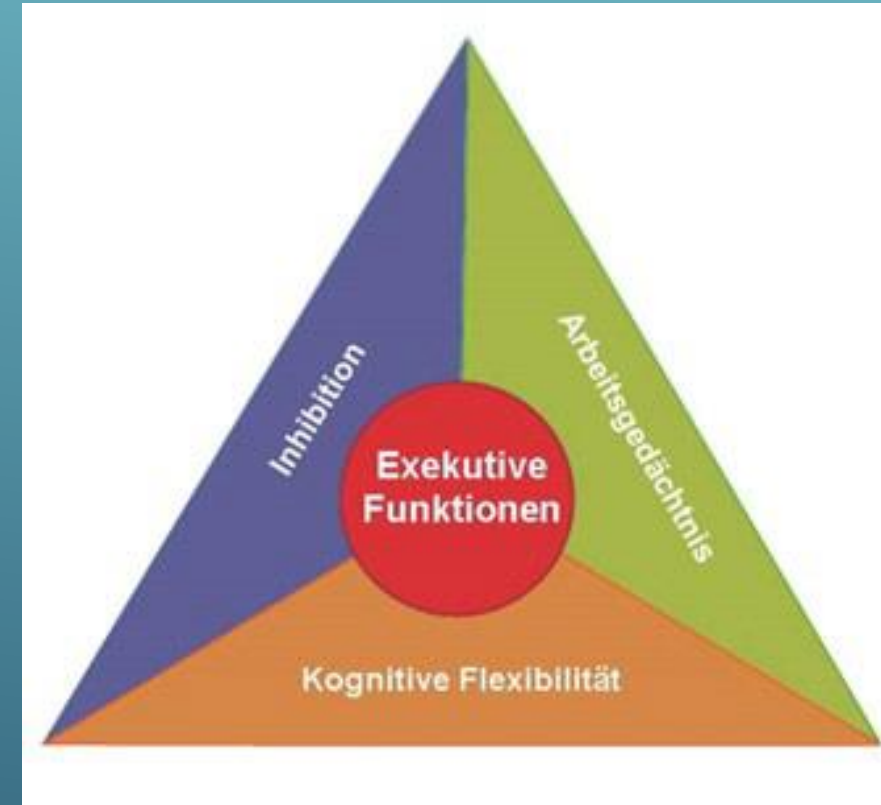 Inhibition
Arbeitsgedächtnis
Exekutive
Funktionen
Kognitive Flexibilität